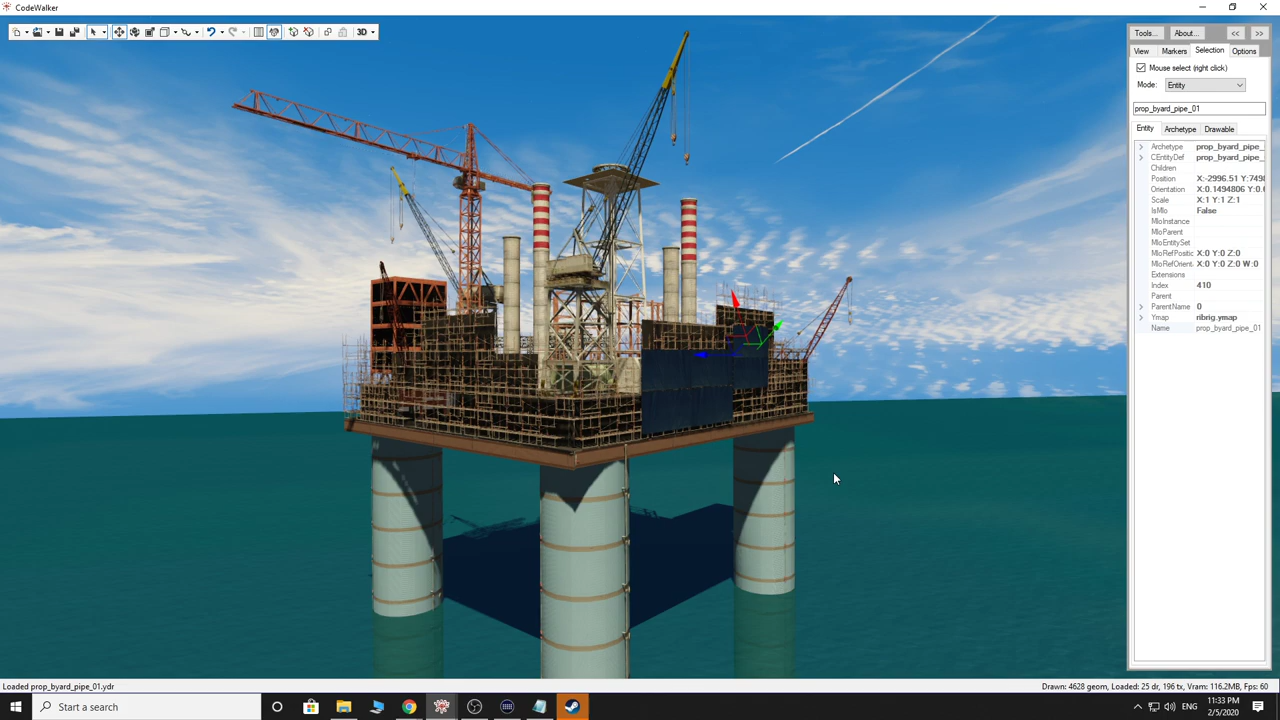 CodeWalker
3D
Tools...
About...
<<
>>
View
Markers
Selection
Options
Mouse select (right click)
Mode:
Entity
prop_byard_pipe_01
Entity
Archetype
Drawable
Archetype prop_byard_pipe_
CEntityDef prop_byard_pipe_
Children
Position X:-2996.51 Y:7498
Orientation X:0.1494806 Y:0.
Scale X:1 Y:1 Z:1
IsMlo False
MloInstance
MloParent
MloEntitySet
MloRefPositic X:0 Y:0 Z:0
MloRefOrient X:0 Y:0 Z:0 W:0
Extensions
Index 410
Parent
ParentName 0
Ymap ribrig.ymap
Name prop_byard_pipe_01
Loaded prop_byard_pipe_01.ydr
Drawn: 4628 geom, Loaded: 25 dr, 196 tx, Vram: 116.2MB, Fps: 60
Start a search
ENG
11:33 PM
2/5/2020